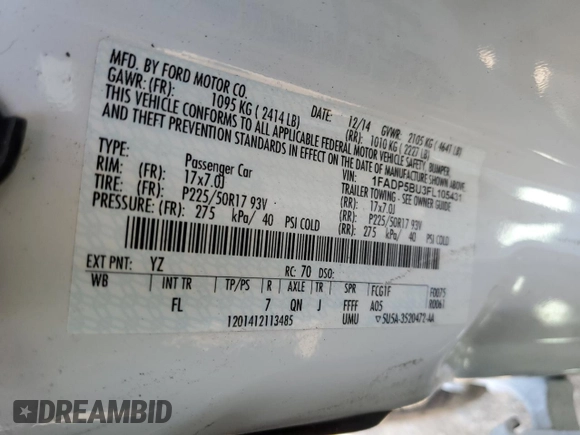 MFD. BY FORD MOTOR CO.
DATE: 12/14 GVWR: 2105 KG ( 4641 LB)
GAWR: (FR): 1095 KG ( 2414 LB) (RR): 1010 KG ( 2227 LB)
THIS VEHICLE CONFORMS TO ALL APPLICABLE FEDERAL MOTOR VEHICLE SAFETY, BUMPER,
AND THEFT PREVENTION STANDARDS IN EFFECT ON THE DATE OF MANUFACTURE SHOWN ABOVE.
VIN: 1FADP5BU3FL105431
TYPE: Passenger Car TRAILER TOWING - SEE OWNER GUIDE
RIM: (FR): 17x7.0J (RR): 17x7.0J
TIRE: (FR): P225/50R17 93V (RR): P225/50R17 93V
PRESSURE: (FR): 275 kPa/ 40 PSI COLD (RR): 275 kPa/ 40 PSI COLD
EXT PNT: YZ RC: 70 DSO:
WB INT TR TP/PS R AXLE TR SPR FCG1F F0075
FL 7 QN J FFFF A05
1201412113485 UMU ▽5U5A-3520472-AA
DREAMBID